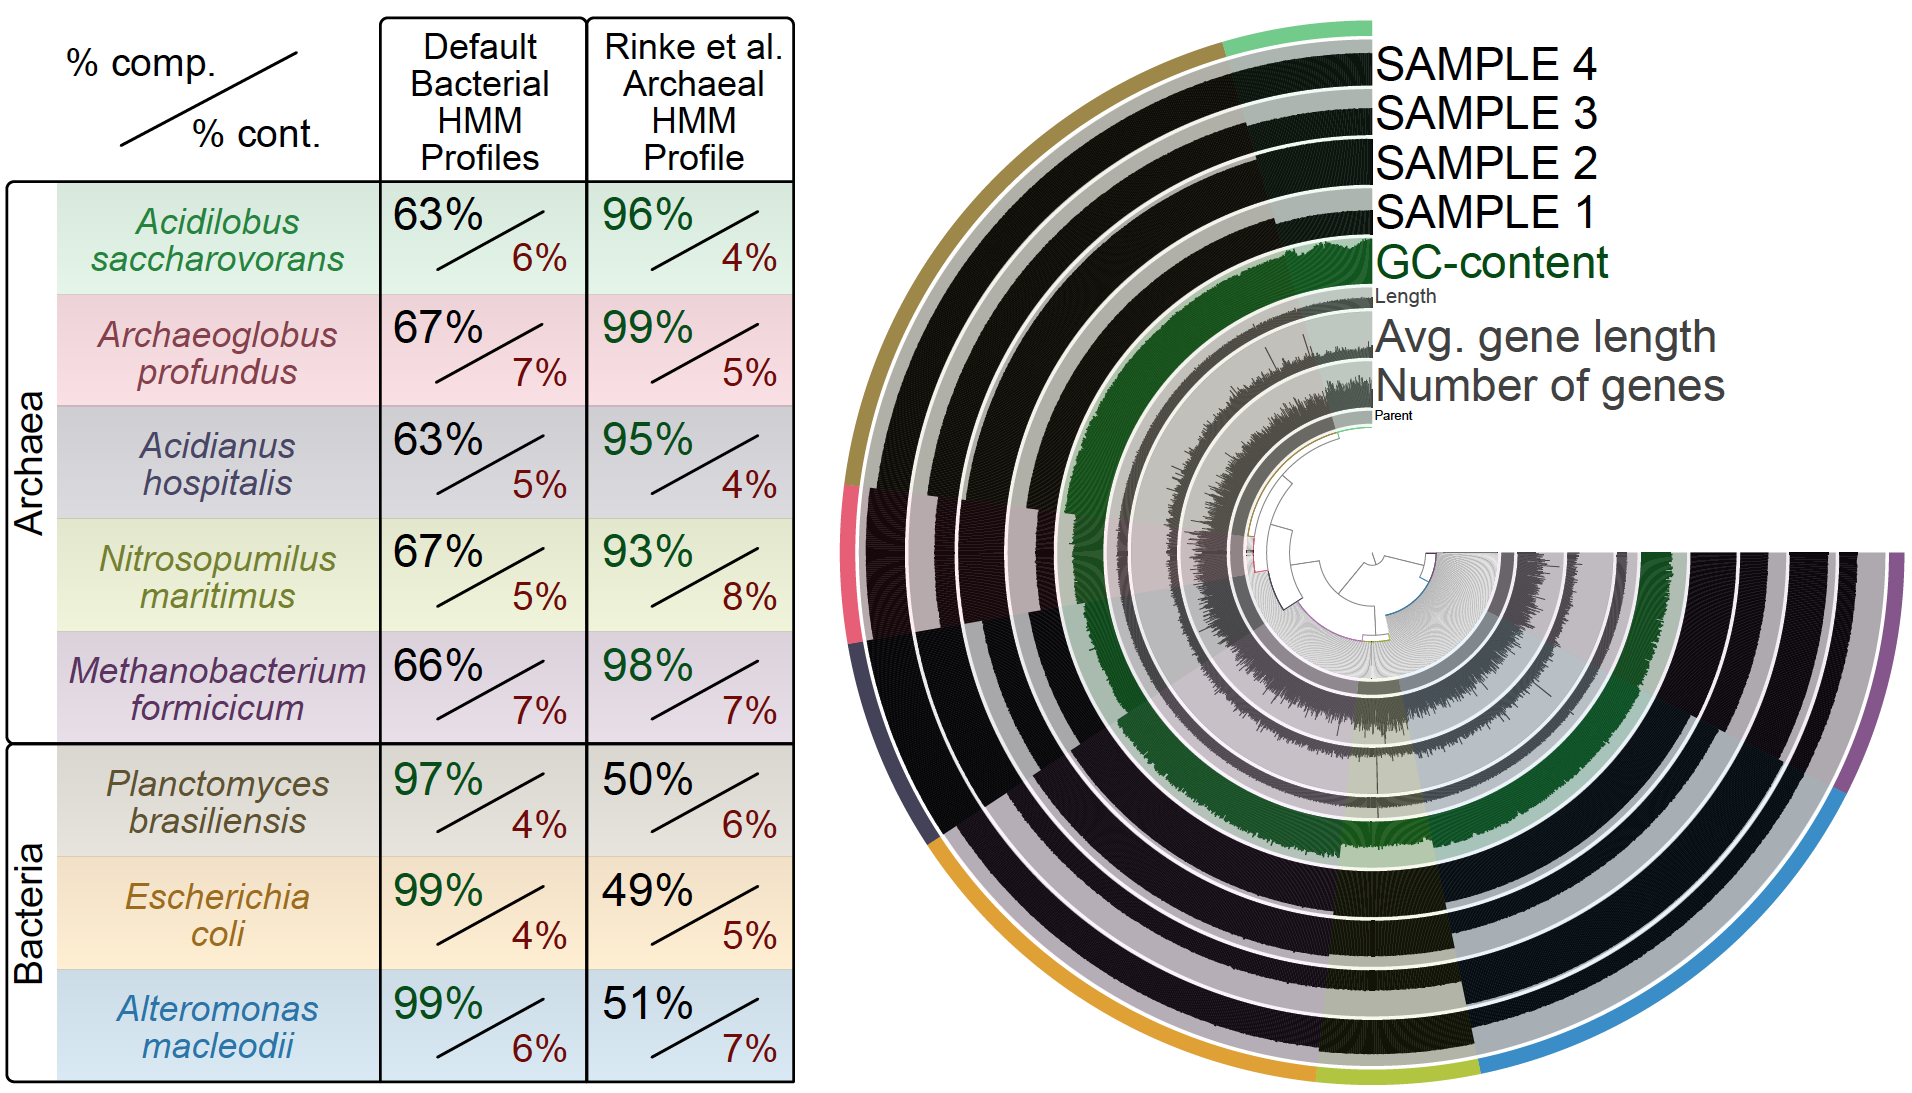 % comp.
% cont.
Default
Bacterial
HMM
Profiles
Rinke et al.
Archaeal
HMM
Profile
Archaea
Acidilobus
saccharovorans
63%
6%
96%
4%
Archaeoglobus
profundus
67%
7%
99%
5%
Acidianus
hospitalis
63%
5%
95%
4%
Nitrosopumilus
maritimus
67%
5%
93%
8%
Methanobacterium
formicicum
66%
7%
98%
7%
Bacteria
Planctomyces
brasiliensis
97%
4%
50%
6%
Escherichia
coli
99%
4%
49%
5%
Alteromonas
macleodii
99%
6%
51%
7%
SAMPLE 4
SAMPLE 3
SAMPLE 2
SAMPLE 1
GC-content
Length
Avg. gene length
Number of genes
Parent